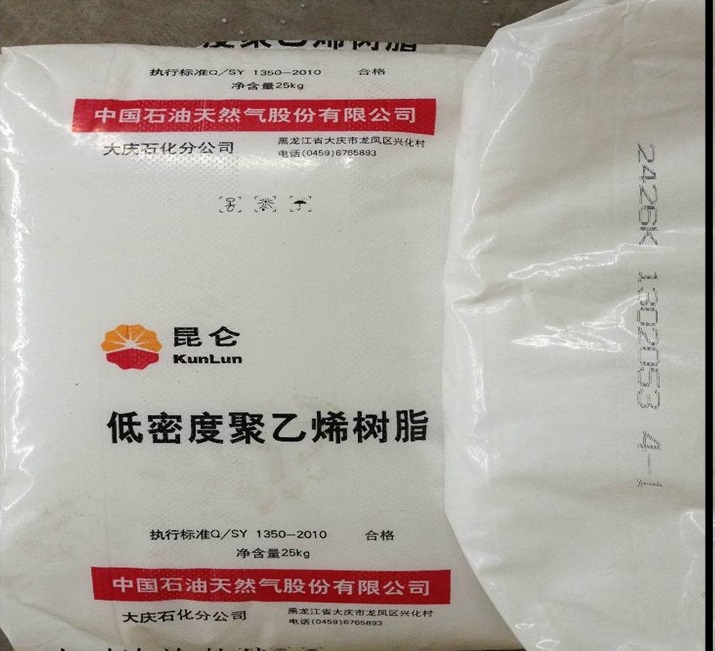 度聚乙烯树脂
执行标准Q/SY 1350-2010 合格
净含量25kg
中国石油天然气股份有限公司
大庆石化分公司
黑龙江省大庆市龙凤区兴化村
电话(0459)6765893
昆仑
KunLun
低密度聚乙烯树脂
执行标准Q/SY 1350-2010 合格
净含量25kg
中国石油天然气股份有限公司
大庆石化分公司
黑龙江省大庆市龙凤区兴化村
电话(0459)6765893
2426K 1302053 4-1